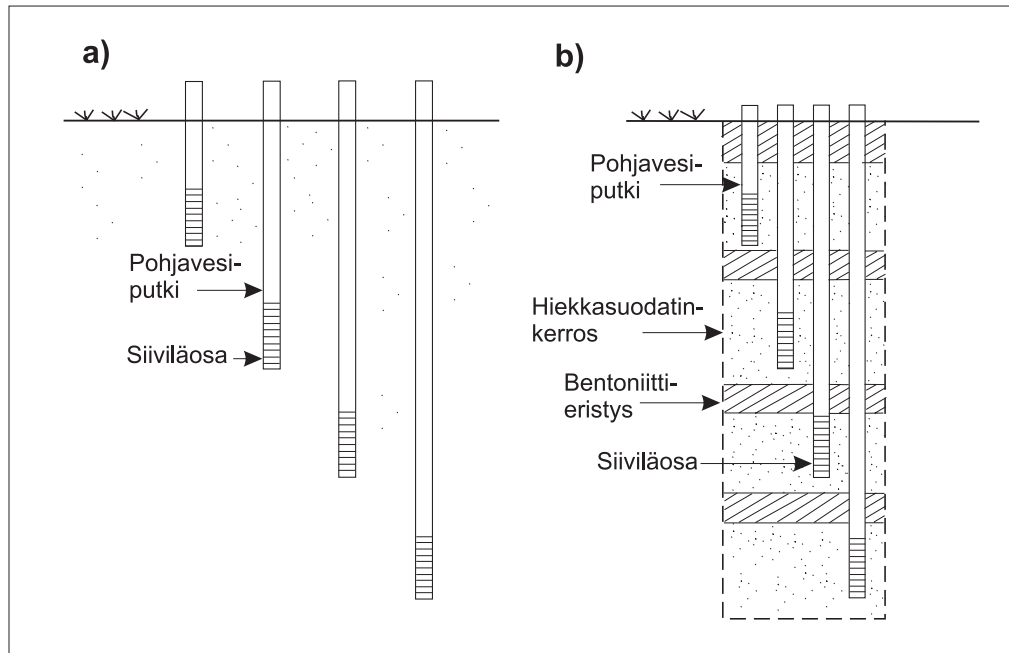 a)
Pohjavesi-
putki
Siiviläosa
b)
Pohjavesi-
putki
Hiekkasuodatin-
kerros
Bentoniitti-
eristys
Siiviläosa